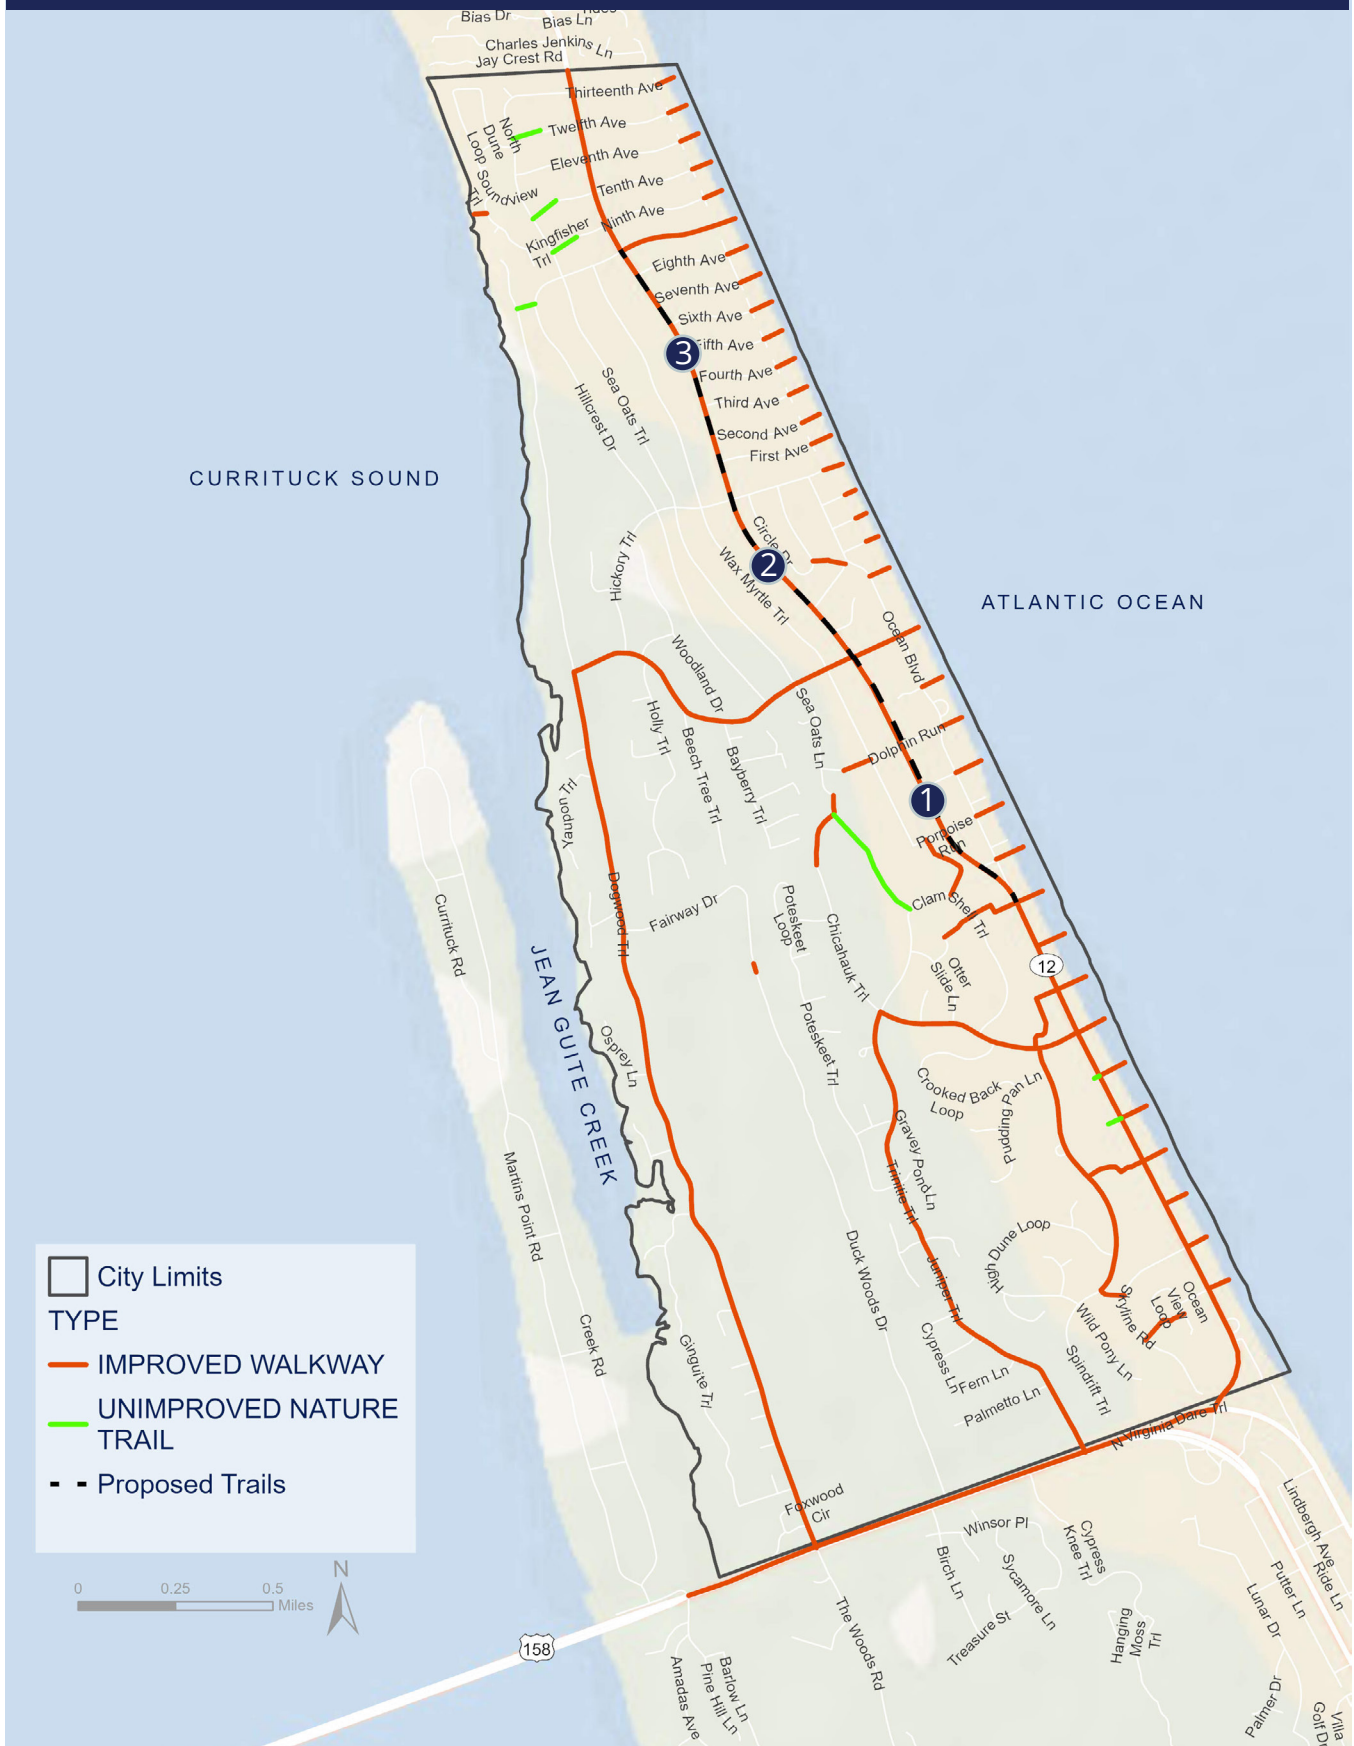 Bias Dr
Bias Ln
Charles Jenkins Ln
Jay Crest Rd
Thirteenth Ave
Twelfth Ave
North
Dune
Loop
Eleventh Ave
Tenth Ave
Soundview
Trl
Ninth Ave
Kingfisher
Trl
Eighth Ave
Seventh Ave
Sixth Ave
3
Fifth Ave
Fourth Ave
Sea Oats Trl
Hillcrest Dr
Third Ave
Second Ave
First Ave
CURRITUCK SOUND
Circle Dr
Hickory Trl
2
Wax Myrtle Trl
ATLANTIC OCEAN
Ocean Blvd
Woodland Dr
Sea Oats Ln
Holly Trl
Beech Tree Trl
Bayberry Trl
Dolphin Run
Yaupon Trl
1
Porpoise
Run
Dogwood Trl
Fairway Dr
Poteskeet
Loop
Clam Shell Trl
Currituck Rd
Chicahauk Trl
12
Otter
Slide Ln
JEAN GUITE CREEK
Osprey Ln
Poteskeet Trl
Crooked Back
Loop
Pudding Pan Ln
Gravey Pond Ln
Trinitie Trl
Martins Point Rd
Duck Woods Dr
High Dune Loop
Juniper Trl
Ocean
View
Loop
Skyline Rd
Wild Pony Ln
Spindrift Trl
Creek Rd
Ginguite Trl
Cypress Ln
Fern Ln
Palmetto Ln
N Virginia Dare Trl
Foxwood
Cir
City Limits
TYPE
IMPROVED WALKWAY
UNIMPROVED NATURE
TRAIL
Proposed Trails
0 0.25 0.5
Miles
N
Winsor Pl
Cypress
Knee Trl
Birch Ln
Sycamore Ln
Treasure St
Hanging
Moss
Trl
The Woods Rd
Lindbergh Ave
Ride Ln
Putter Ln
Lunar Dr
158
Amadas Ave
Pine Hill Ln
Barlow Ln
Palmer Dr
Villa
Golf Dr